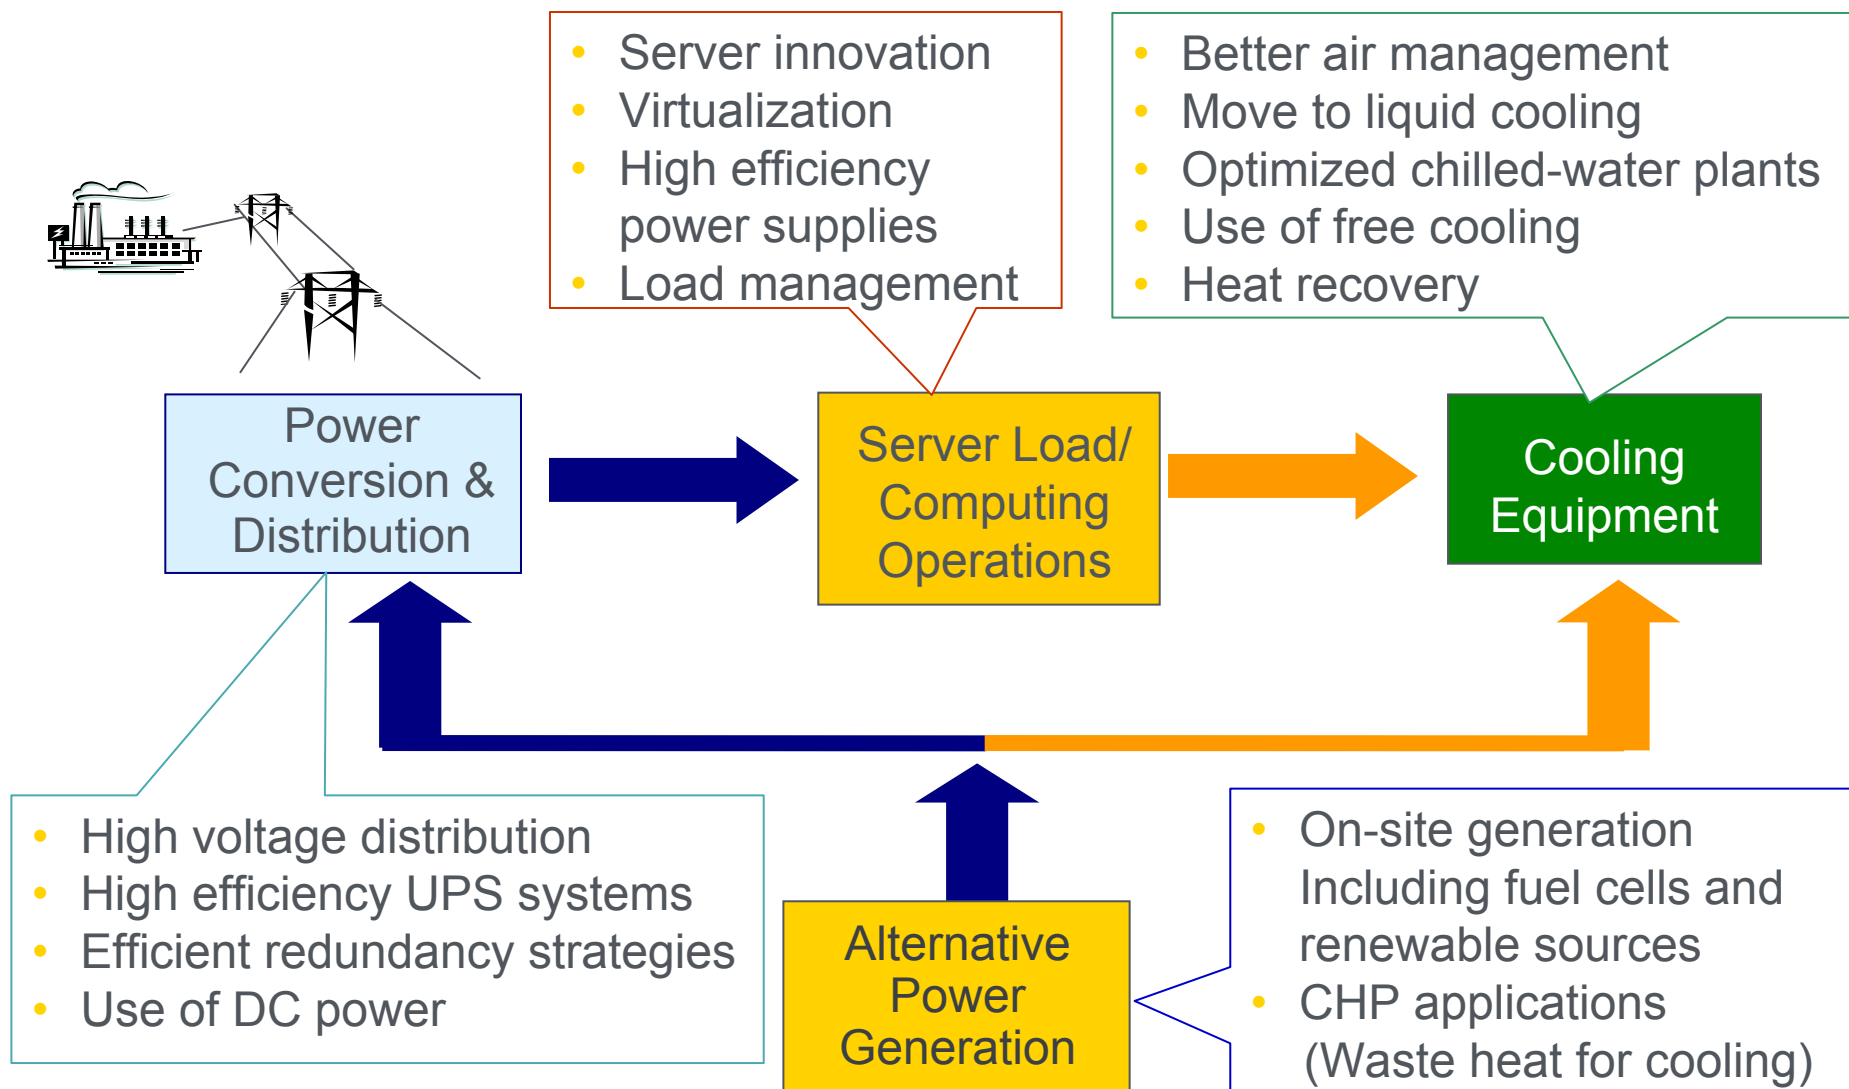 • Server innovation
• Virtualization
• High efficiency
power supplies
• Load management
• Better air management
• Move to liquid cooling
• Optimized chilled-water plants
• Use of free cooling
• Heat recovery
Power
Conversion &
Distribution
Server Load/
Computing
Operations
Cooling
Equipment
• High voltage distribution
• High efficiency UPS systems
• Efficient redundancy strategies
• Use of DC power
Alternative
Power
Generation
• On-site generation
Including fuel cells and
renewable sources
• CHP applications
(Waste heat for cooling)